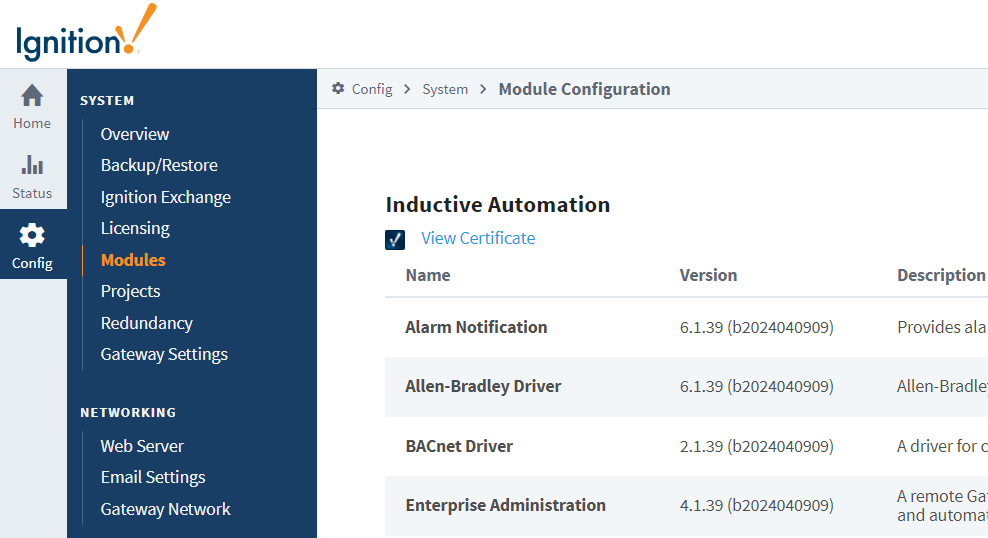 Ignition!
Home
Status
Config
SYSTEM
Overview
Backup/Restore
Ignition Exchange
Licensing
Modules
Projects
Redundancy
Gateway Settings
NETWORKING
Web Server
Email Settings
Gateway Network
Config > System > Module Configuration
Inductive Automation
View Certificate
Name Version Description
Alarm Notification 6.1.39 (b2024040909) Provides ala
Allen-Bradley Driver 6.1.39 (b2024040909) Allen-Bradley
BACnet Driver 2.1.39 (b2024040909) A driver for c
Enterprise Administration 4.1.39 (b2024040909) A remote Ga
and automat